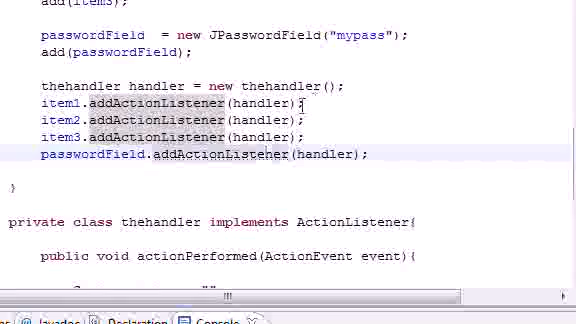 add(item3);
passwordField = new JPasswordField("mypass");
add(passwordField);
thehandler handler = new thehandler();
item1.addActionListener(handler);
item2.addActionListener(handler);
item3.addActionListener(handler);
passwordField.addActionListener(handler);
}
private class thehandler implements ActionListener{
public void actionPerformed(ActionEvent event){
Javadoc Declaration Console